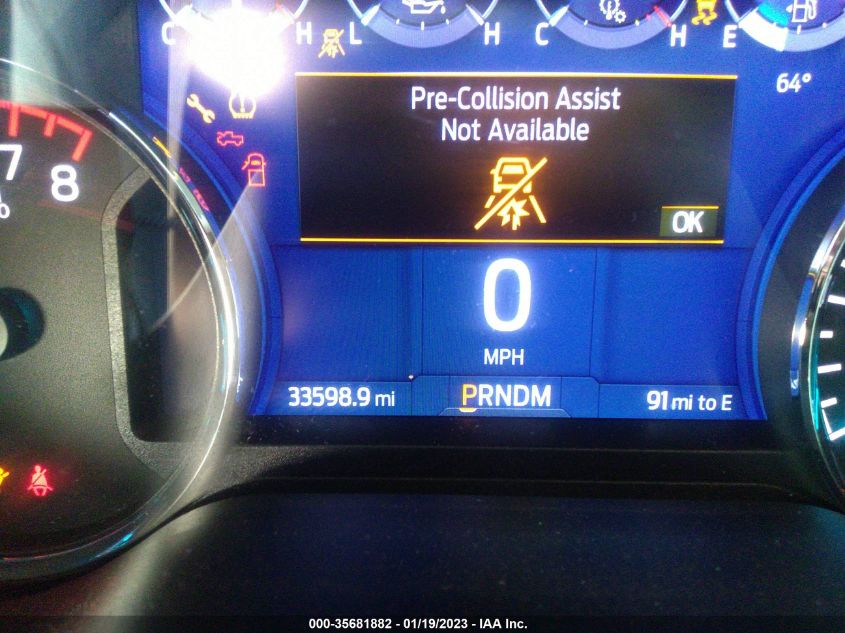 C H L H C H E
64°
Pre-Collision Assist
Not Available
OK
7 8
0
MPH
33598.9 mi PRNDM 91 mi to E
000-35681882 - 01/19/2023 - IAA Inc.